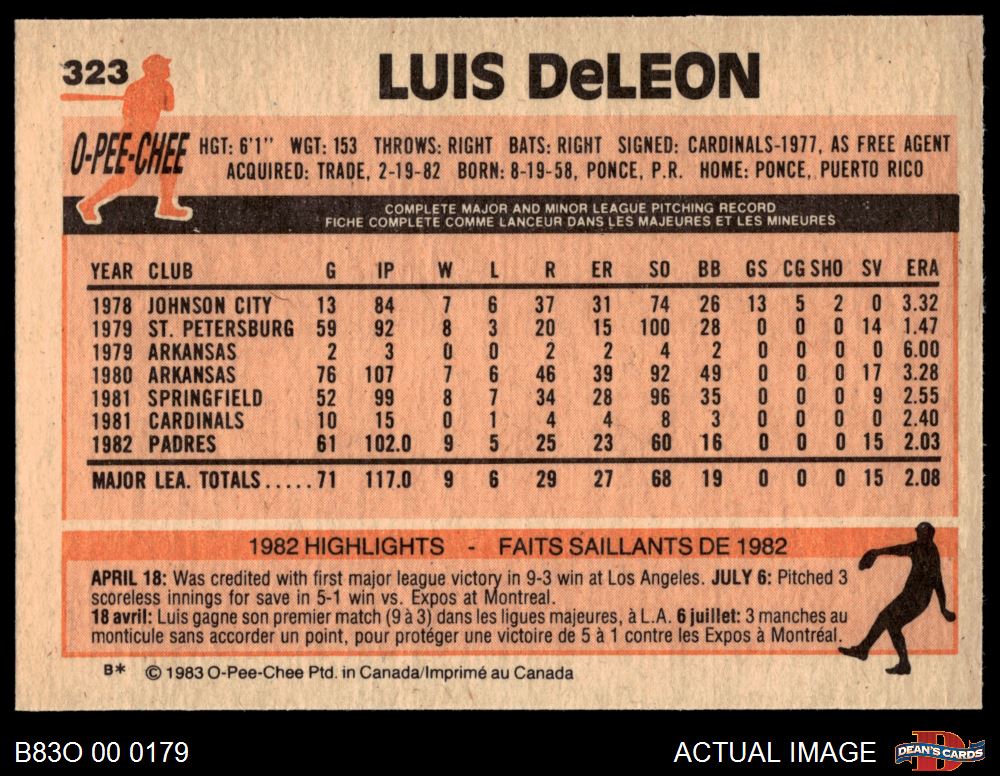 323
LUIS DeLEON
O-PEE-CHEE
HGT: 6'1" WGT: 153 THROWS: RIGHT BATS: RIGHT SIGNED: CARDINALS-1977, AS FREE AGENT
ACQUIRED: TRADE, 2-19-82 BORN: 8-19-58, PONCE, P.R. HOME: PONCE, PUERTO RICO
COMPLETE MAJOR AND MINOR LEAGUE PITCHING RECORD
FICHE COMPLETE COMME LANCEUR DANS LES MAJEURES ET LES MINEURES
YEAR CLUB G IP W L R ER SO BB GS CG SHO SV ERA
1978 JOHNSON CITY 13 84 7 6 37 31 74 26 13 5 2 0 3.32
1979 ST. PETERSBURG 59 92 8 3 20 15 100 28 0 0 0 14 1.47
1979 ARKANSAS 2 3 0 0 2 2 4 2 0 0 0 0 6.00
1980 ARKANSAS 76 107 7 6 46 39 92 49 0 0 0 17 3.28
1981 SPRINGFIELD 52 99 8 7 34 28 96 35 0 0 0 9 2.55
1981 CARDINALS 10 15 0 1 4 4 8 3 0 0 0 0 2.40
1982 PADRES 61 102.0 9 5 25 23 60 16 0 0 0 15 2.03
MAJOR LEA. TOTALS.....71 117.0 9 6 29 27 68 19 0 0 0 15 2.08
1982 HIGHLIGHTS - FAITS SAILLANTS DE 1982
APRIL 18: Was credited with first major league victory in 9-3 win at Los Angeles. JULY 6: Pitched 3
scoreless innings for save in 5-1 win vs. Expos at Montreal.
18 avril: Luis gagne son premier match (9 à 3) dans les ligues majeures, à L.A. 6 juillet: 3 manches au
monticule sans accorder un point, pour protéger une victoire de 5 à 1 contre les Expos à Montréal.
B* © 1983 O-Pee-Chee Ptd. in Canada/Imprimé au Canada
B83O 00 0179
ACTUAL IMAGE
DEAN'S CARDS